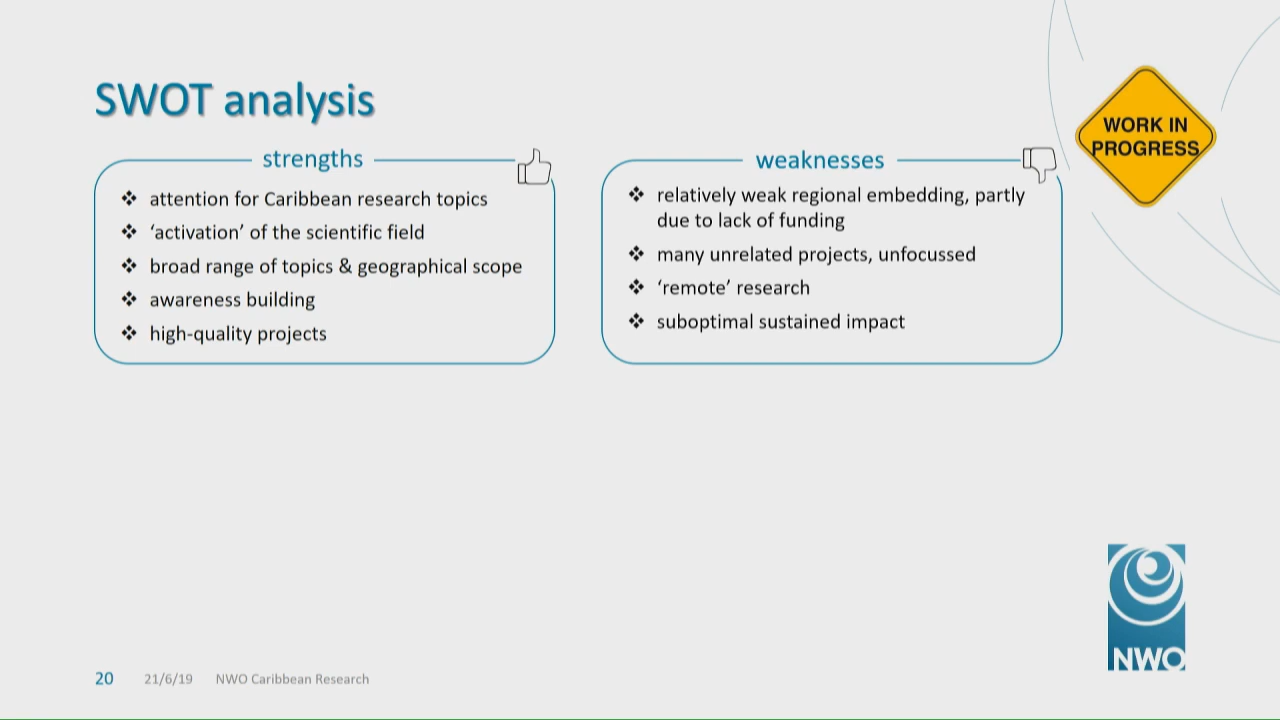 SWOT analysis
WORK IN
PROGRESS
strengths
attention for Caribbean research topics
‘activation’ of the scientific field
broad range of topics & geographical scope
awareness building
high-quality projects
weaknesses
relatively weak regional embedding, partly
due to lack of funding
many unrelated projects, unfocussed
‘remote’ research
suboptimal sustained impact
NWO
20 21/6/19 NWO Caribbean Research